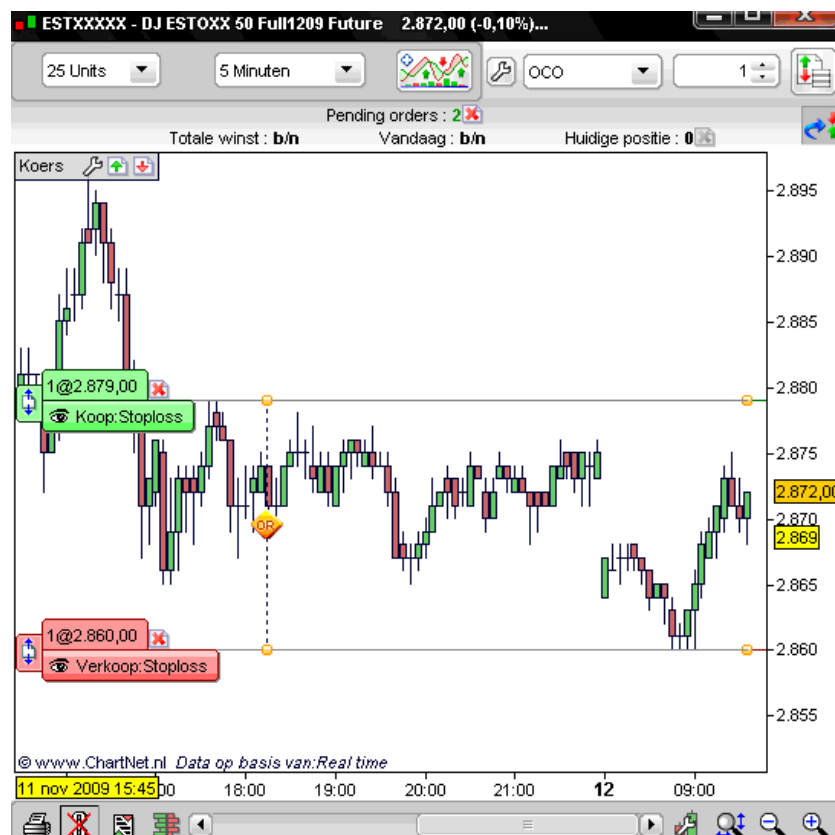 ESTXXXXX - DJ ESTOXX 50 Full1209 Future 2.872,00 (-0,10%)...
25 Units 5 Minuten OCO 1
Pending orders : 2
Totale winst : b/n Vandaag : b/n Huidige positie : 0
Koers
2.895
2.890
2.885
2.880
1@2.879,00
Koop:Stoploss
2.875
2.872,00
2.870
OR
2.869
2.865
1@2.860,00
2.860
Verkoop:Stoploss
2.855
© www.ChartNet.nl Data op basis van:Real time
11 nov 2009 15:45 18:00 19:00 20:00 21:00 12 09:00